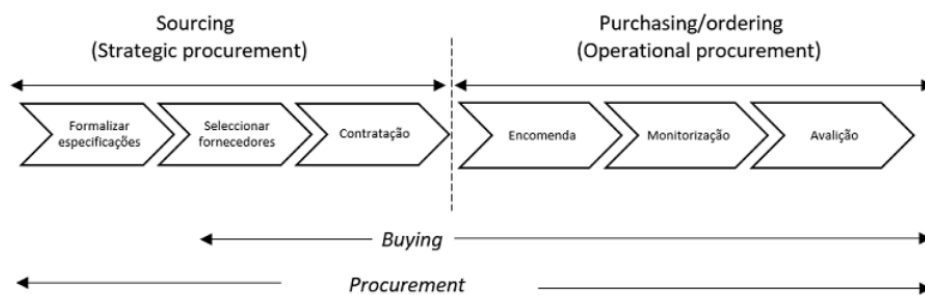 Sourcing
(Strategic procurement)
Purchasing/ordering
(Operational procurement)
Formalizar
especificações
Seleccionar
fornecedores
Contratação
Encomenda
Monitorização
Avalição
Buying
Procurement